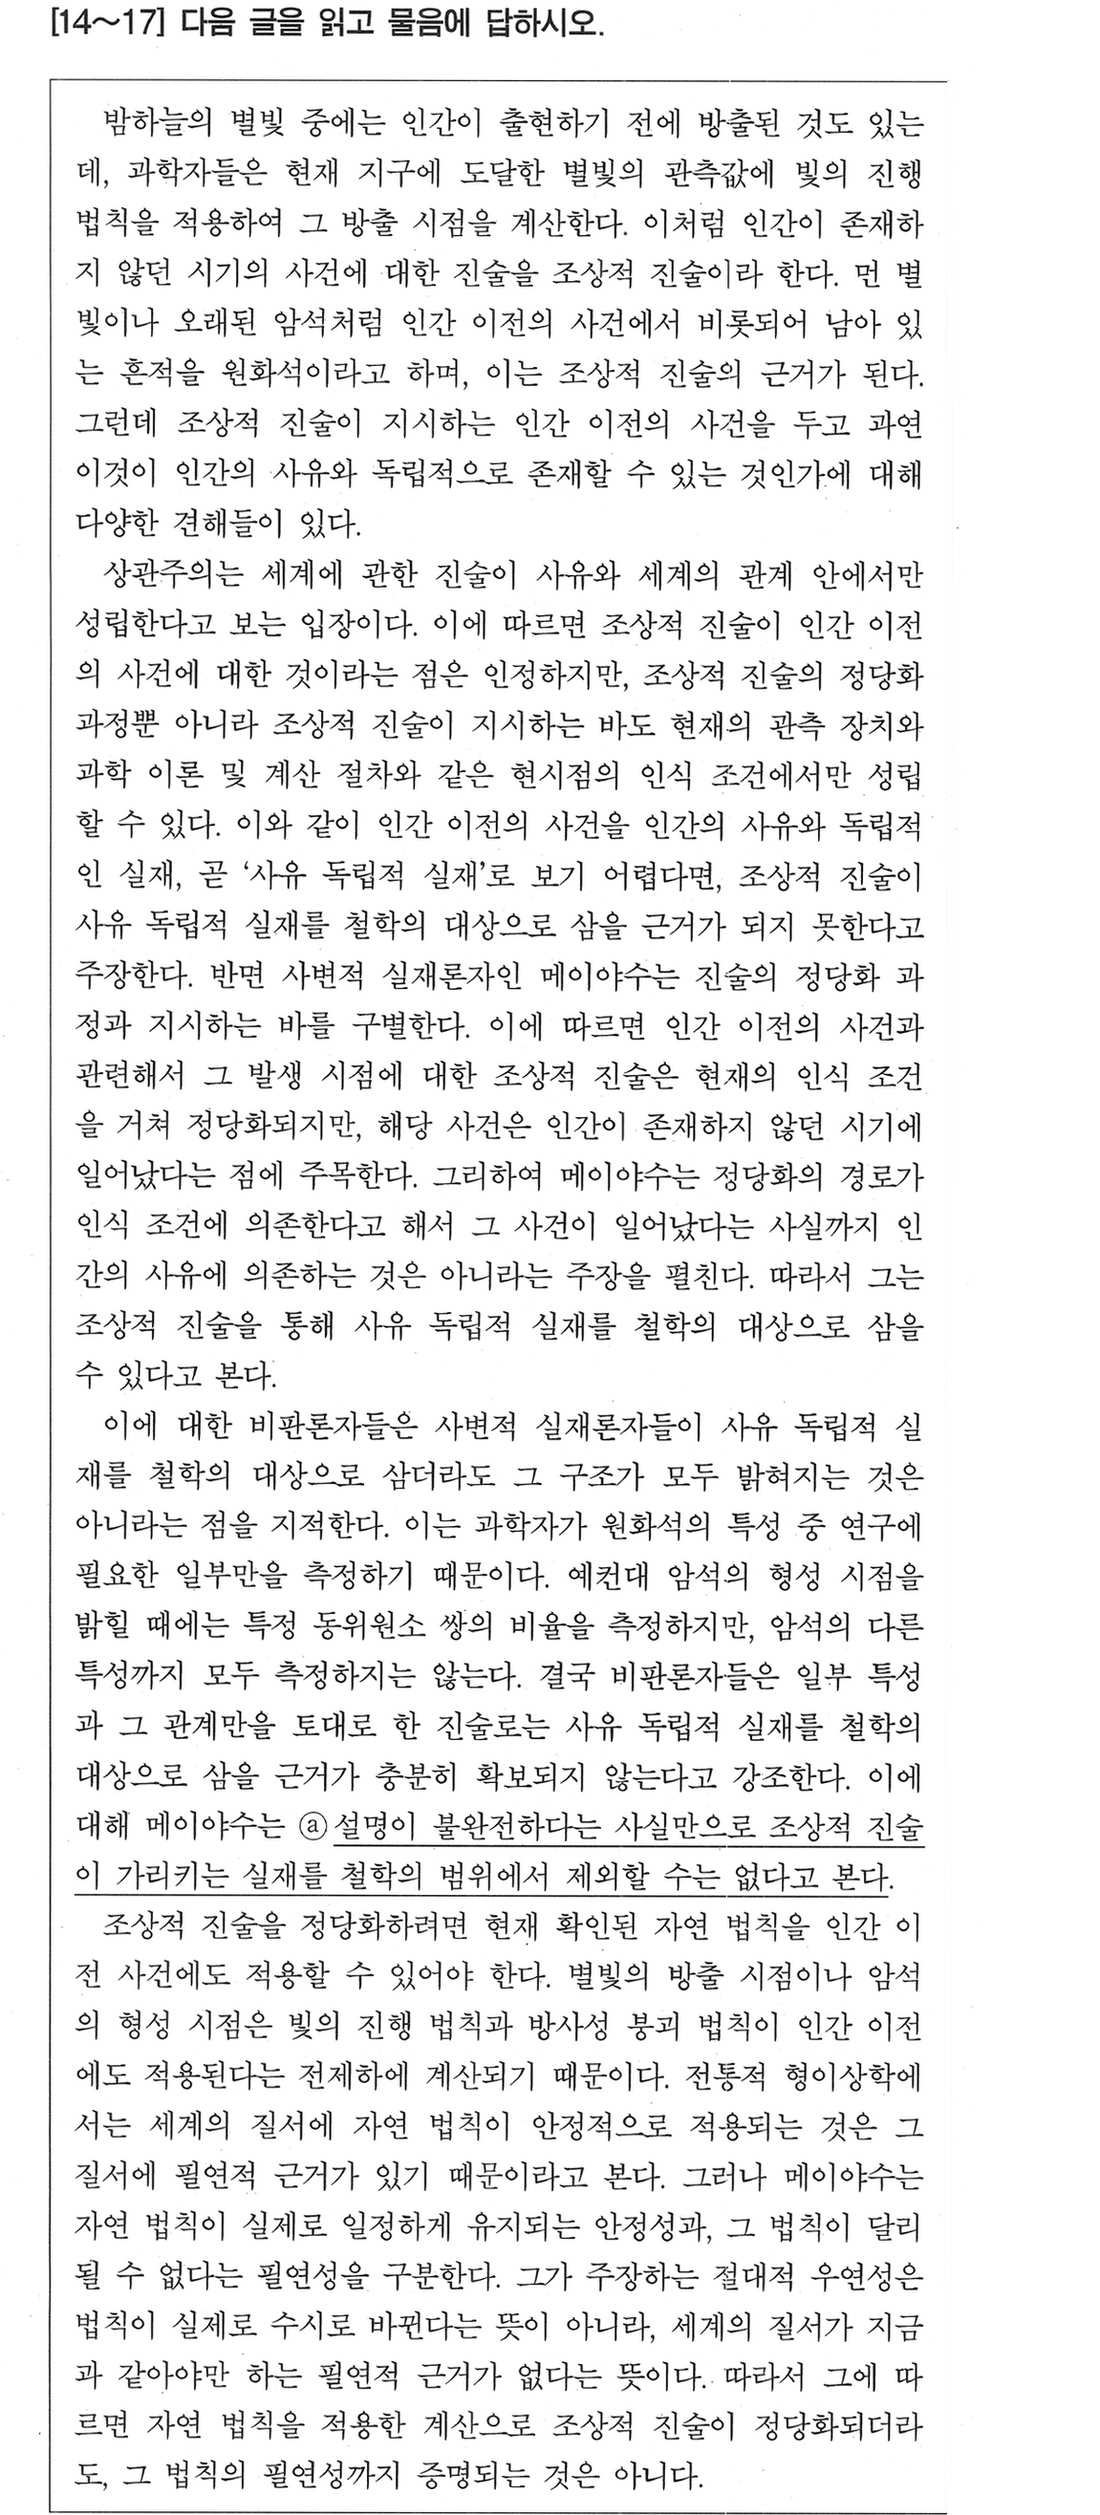 [14~17] 다음 글을 읽고 물음에 답하시오.
밤하늘의 별빛 중에는 인간이 출현하기 전에 방출된 것도 있는
데, 과학자들은 현재 지구에 도달한 별빛의 관측값에 빛의 진행
법칙을 적용하여 그 방출 시점을 계산한다. 이처럼 인간이 존재하
지 않던 시기의 사건에 대한 진술을 조상적 진술이라 한다. 먼 별
빛이나 오래된 암석처럼 인간 이전의 사건에서 비롯되어 남아 있
는 흔적을 원화석이라고 하며, 이는 조상적 진술의 근거가 된다.
그런데 조상적 진술이 지시하는 인간 이전의 사건을 두고 과연
이것이 인간의 사유와 독립적으로 존재할 수 있는 것인가에 대해
다양한 견해들이 있다.
상관주의는 세계에 관한 진술이 사유와 세계의 관계 안에서만
성립한다고 보는 입장이다. 이에 따르면 조상적 진술이 인간 이전
의 사건에 대한 것이라는 점은 인정하지만, 조상적 진술의 정당화
과정뿐 아니라 조상적 진술이 지시하는 바도 현재의 관측 장치와
과학 이론 및 계산 절차와 같은 현시점의 인식 조건에서만 성립
할 수 있다. 이와 같이 인간 이전의 사건을 인간의 사유와 독립적
인 실재, 곧 ‘사유 독립적 실재’로 보기 어렵다면, 조상적 진술이
사유 독립적 실재를 철학의 대상으로 삼을 근거가 되지 못한다고
주장한다. 반면 사변적 실재론자인 메이야수는 진술의 정당화 과
정과 지시하는 바를 구별한다. 이에 따르면 인간 이전의 사건과
관련해서 그 발생 시점에 대한 조상적 진술은 현재의 인식 조건
을 거쳐 정당화되지만, 해당 사건은 인간이 존재하지 않던 시기에
일어났다는 점에 주목한다. 그리하여 메이야수는 정당화의 경로가
인식 조건에 의존한다고 해서 그 사건이 일어났다는 사실까지 인
간의 사유에 의존하는 것은 아니라는 주장을 펼친다. 따라서 그는
조상적 진술을 통해 사유 독립적 실재를 철학의 대상으로 삼을
수 있다고 본다.
이에 대한 비판론자들은 사변적 실재론자들이 사유 독립적 실
재를 철학의 대상으로 삼더라도 그 구조가 모두 밝혀지는 것은
아니라는 점을 지적한다. 이는 과학자가 원화석의 특성 중 연구에
필요한 일부만을 측정하기 때문이다. 예컨대 암석의 형성 시점을
밝힐 때에는 특정 동위원소 쌍의 비율을 측정하지만, 암석의 다른
특성까지 모두 측정하지는 않는다. 결국 비판론자들은 일부 특성
과 그 관계만을 토대로 한 진술로는 사유 독립적 실재를 철학의
대상으로 삼을 근거가 충분히 확보되지 않는다고 강조한다. 이에
대해 메이야수는 ⓐ설명이 불완전하다는 사실만으로 조상적 진술
이 가리키는 실재를 철학의 범위에서 제외할 수는 없다고 본다.
조상적 진술을 정당화하려면 현재 확인된 자연 법칙을 인간 이
전 사건에도 적용할 수 있어야 한다. 별빛의 방출 시점이나 암석
의 형성 시점은 빛의 진행 법칙과 방사성 붕괴 법칙이 인간 이전
에도 적용된다는 전제하에 계산되기 때문이다. 전통적 형이상학에
서는 세계의 질서에 자연 법칙이 안정적으로 적용되는 것은 그
질서에 필연적 근거가 있기 때문이라고 본다. 그러나 메이야수는
자연 법칙이 실제로 일정하게 유지되는 안정성과, 그 법칙이 달리
될 수 없다는 필연성을 구분한다. 그가 주장하는 절대적 우연성은
법칙이 실제로 수시로 바뀐다는 뜻이 아니라, 세계의 질서가 지금
과 같아야만 하는 필연적 근거가 없다는 뜻이다. 따라서 그에 따
르면 자연 법칙을 적용한 계산으로 조상적 진술이 정당화되더라
도, 그 법칙의 필연성까지 증명되는 것은 아니다.